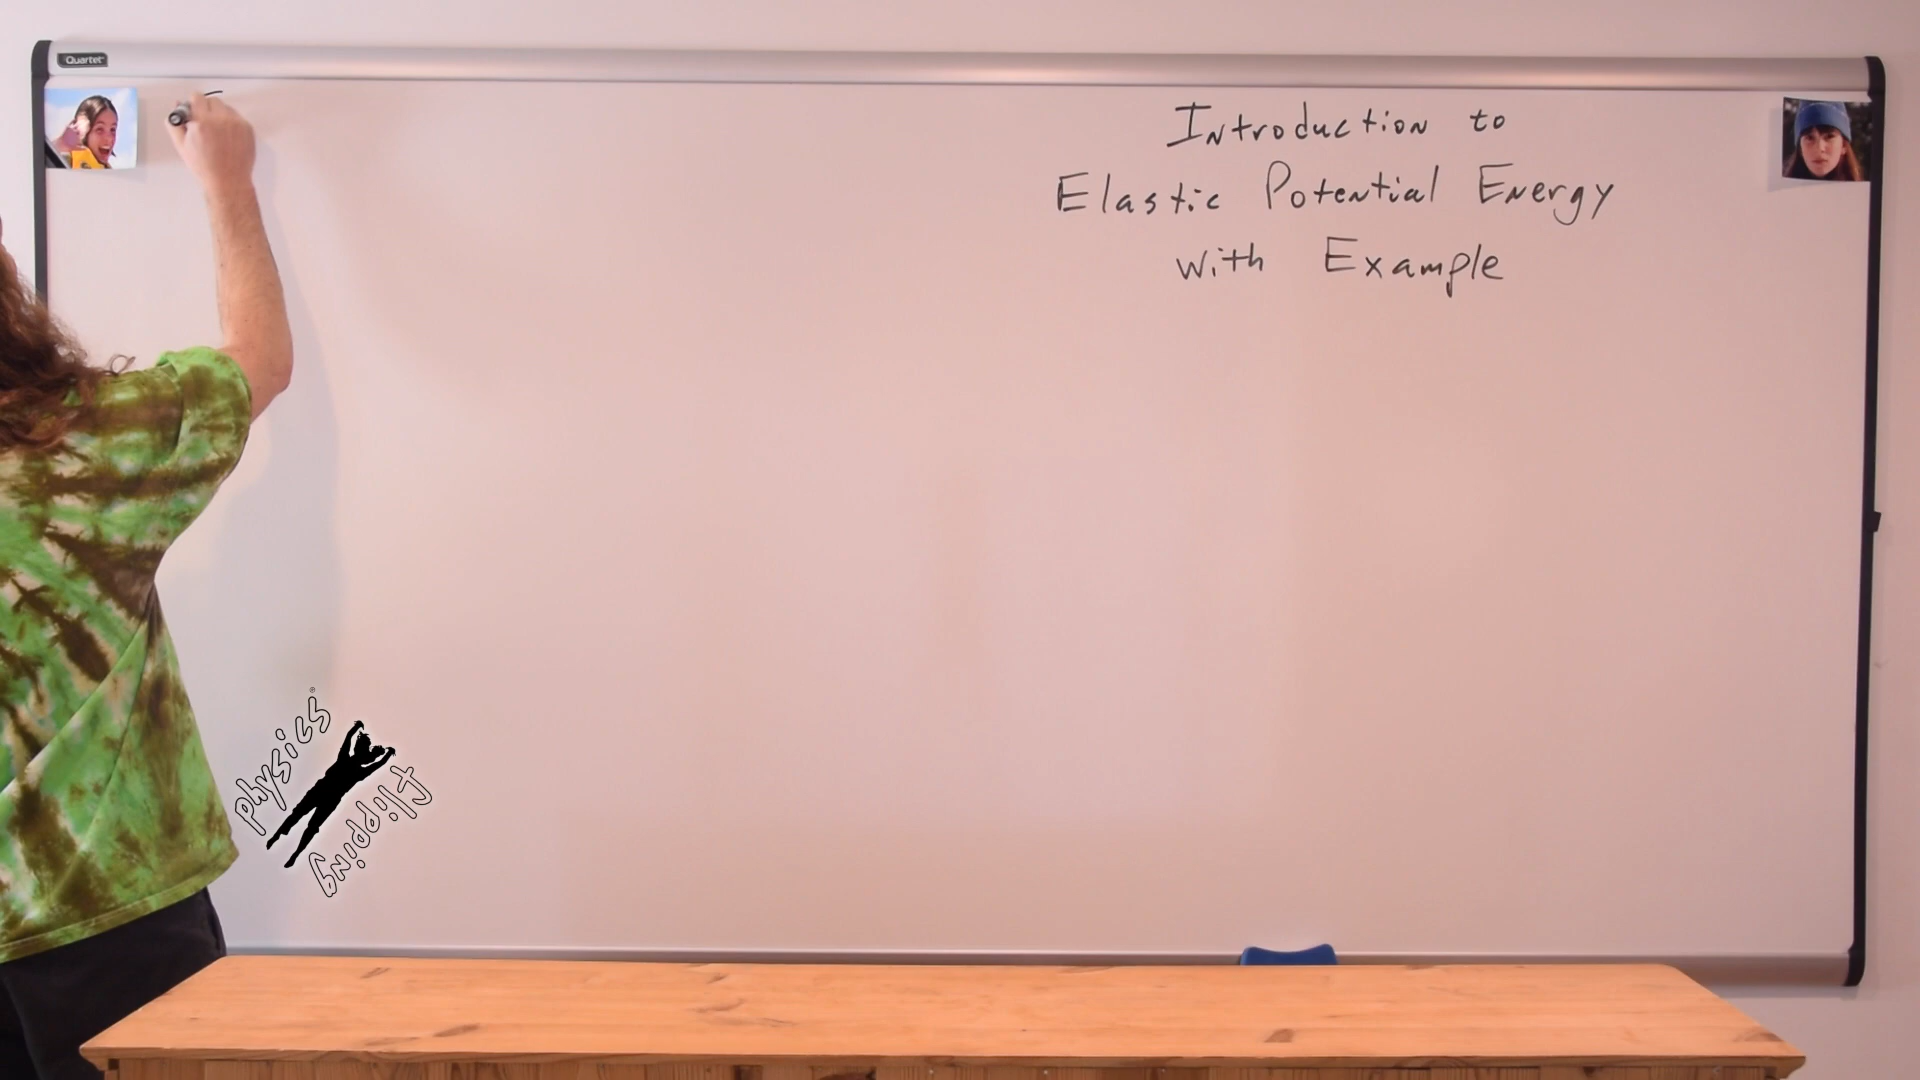 Quartet
Introduction to
Elastic Potential Energy
with Example
physics
flipping